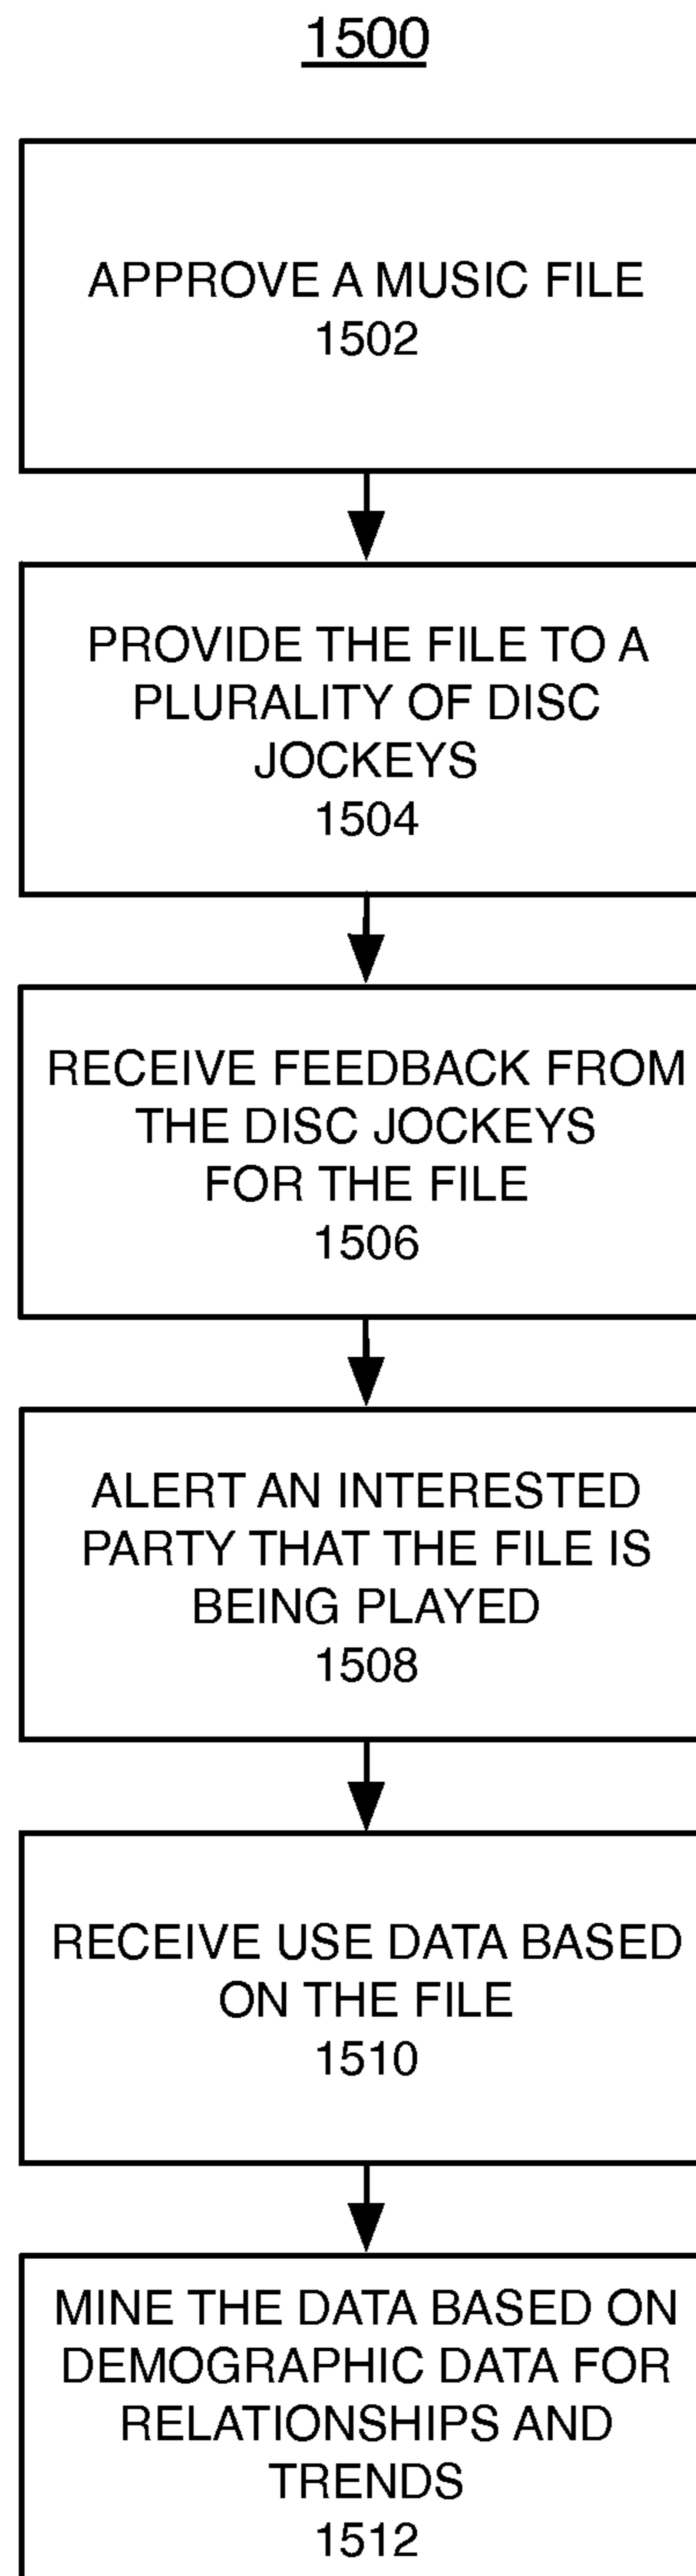 1500
APPROVE A MUSIC FILE
1502
PROVIDE THE FILE TO A
PLURALITY OF DISC
JOCKEYS
1504
RECEIVE FEEDBACK FROM
THE DISC JOCKEYS
FOR THE FILE
1506
ALERT AN INTERESTED
PARTY THAT THE FILE IS
BEING PLAYED
1508
RECEIVE USE DATA BASED
ON THE FILE
1510
MINE THE DATA BASED ON
DEMOGRAPHIC DATA FOR
RELATIONSHIPS AND
TRENDS
1512